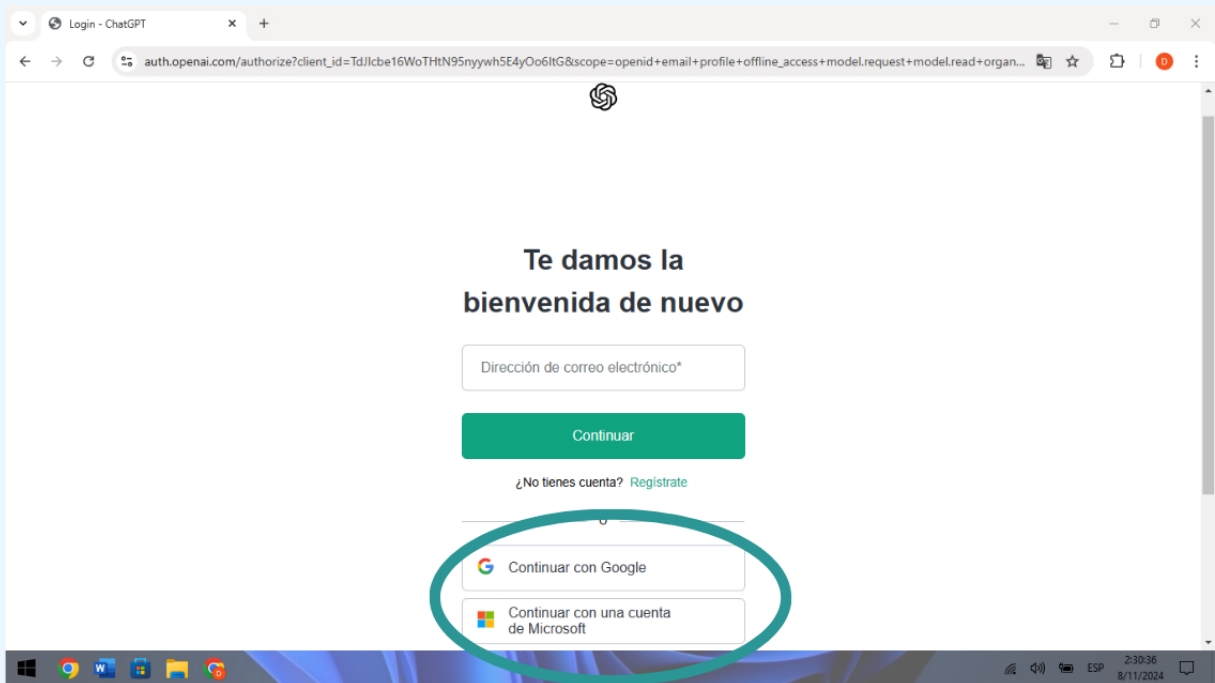 Login - ChatGPT
auth.openai.com/authorize?client_id=TdJIcbe16WoTHtN95nyywh5E4yOo6ItG&scope=openid+email+profile+offline_access+model.request+model.read+organ...
D
Te damos la
bienvenida de nuevo
Dirección de correo electrónico*
Continuar
¿No tienes cuenta? Regístrate
O
Continuar con Google
Continuar con una cuenta
de Microsoft
ESP
2:30:36
8/11/2024